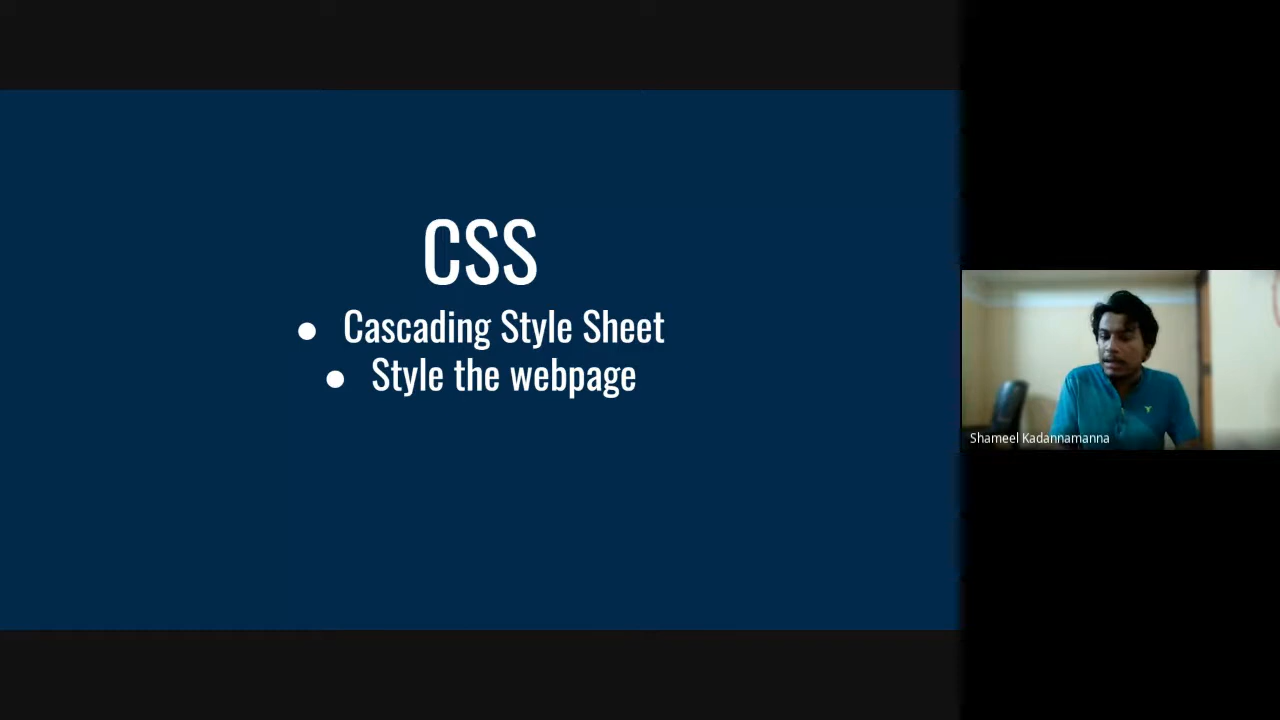 CSS
● Cascading Style Sheet
● Style the webpage
Shameel Kadannamanna